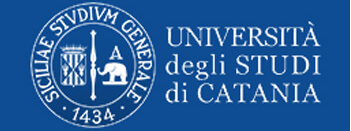 SICILIAE STVDIVM GENERALE
· 1434 ·
A
UNIVERSITÀ
degli STUDI
di CATANIA